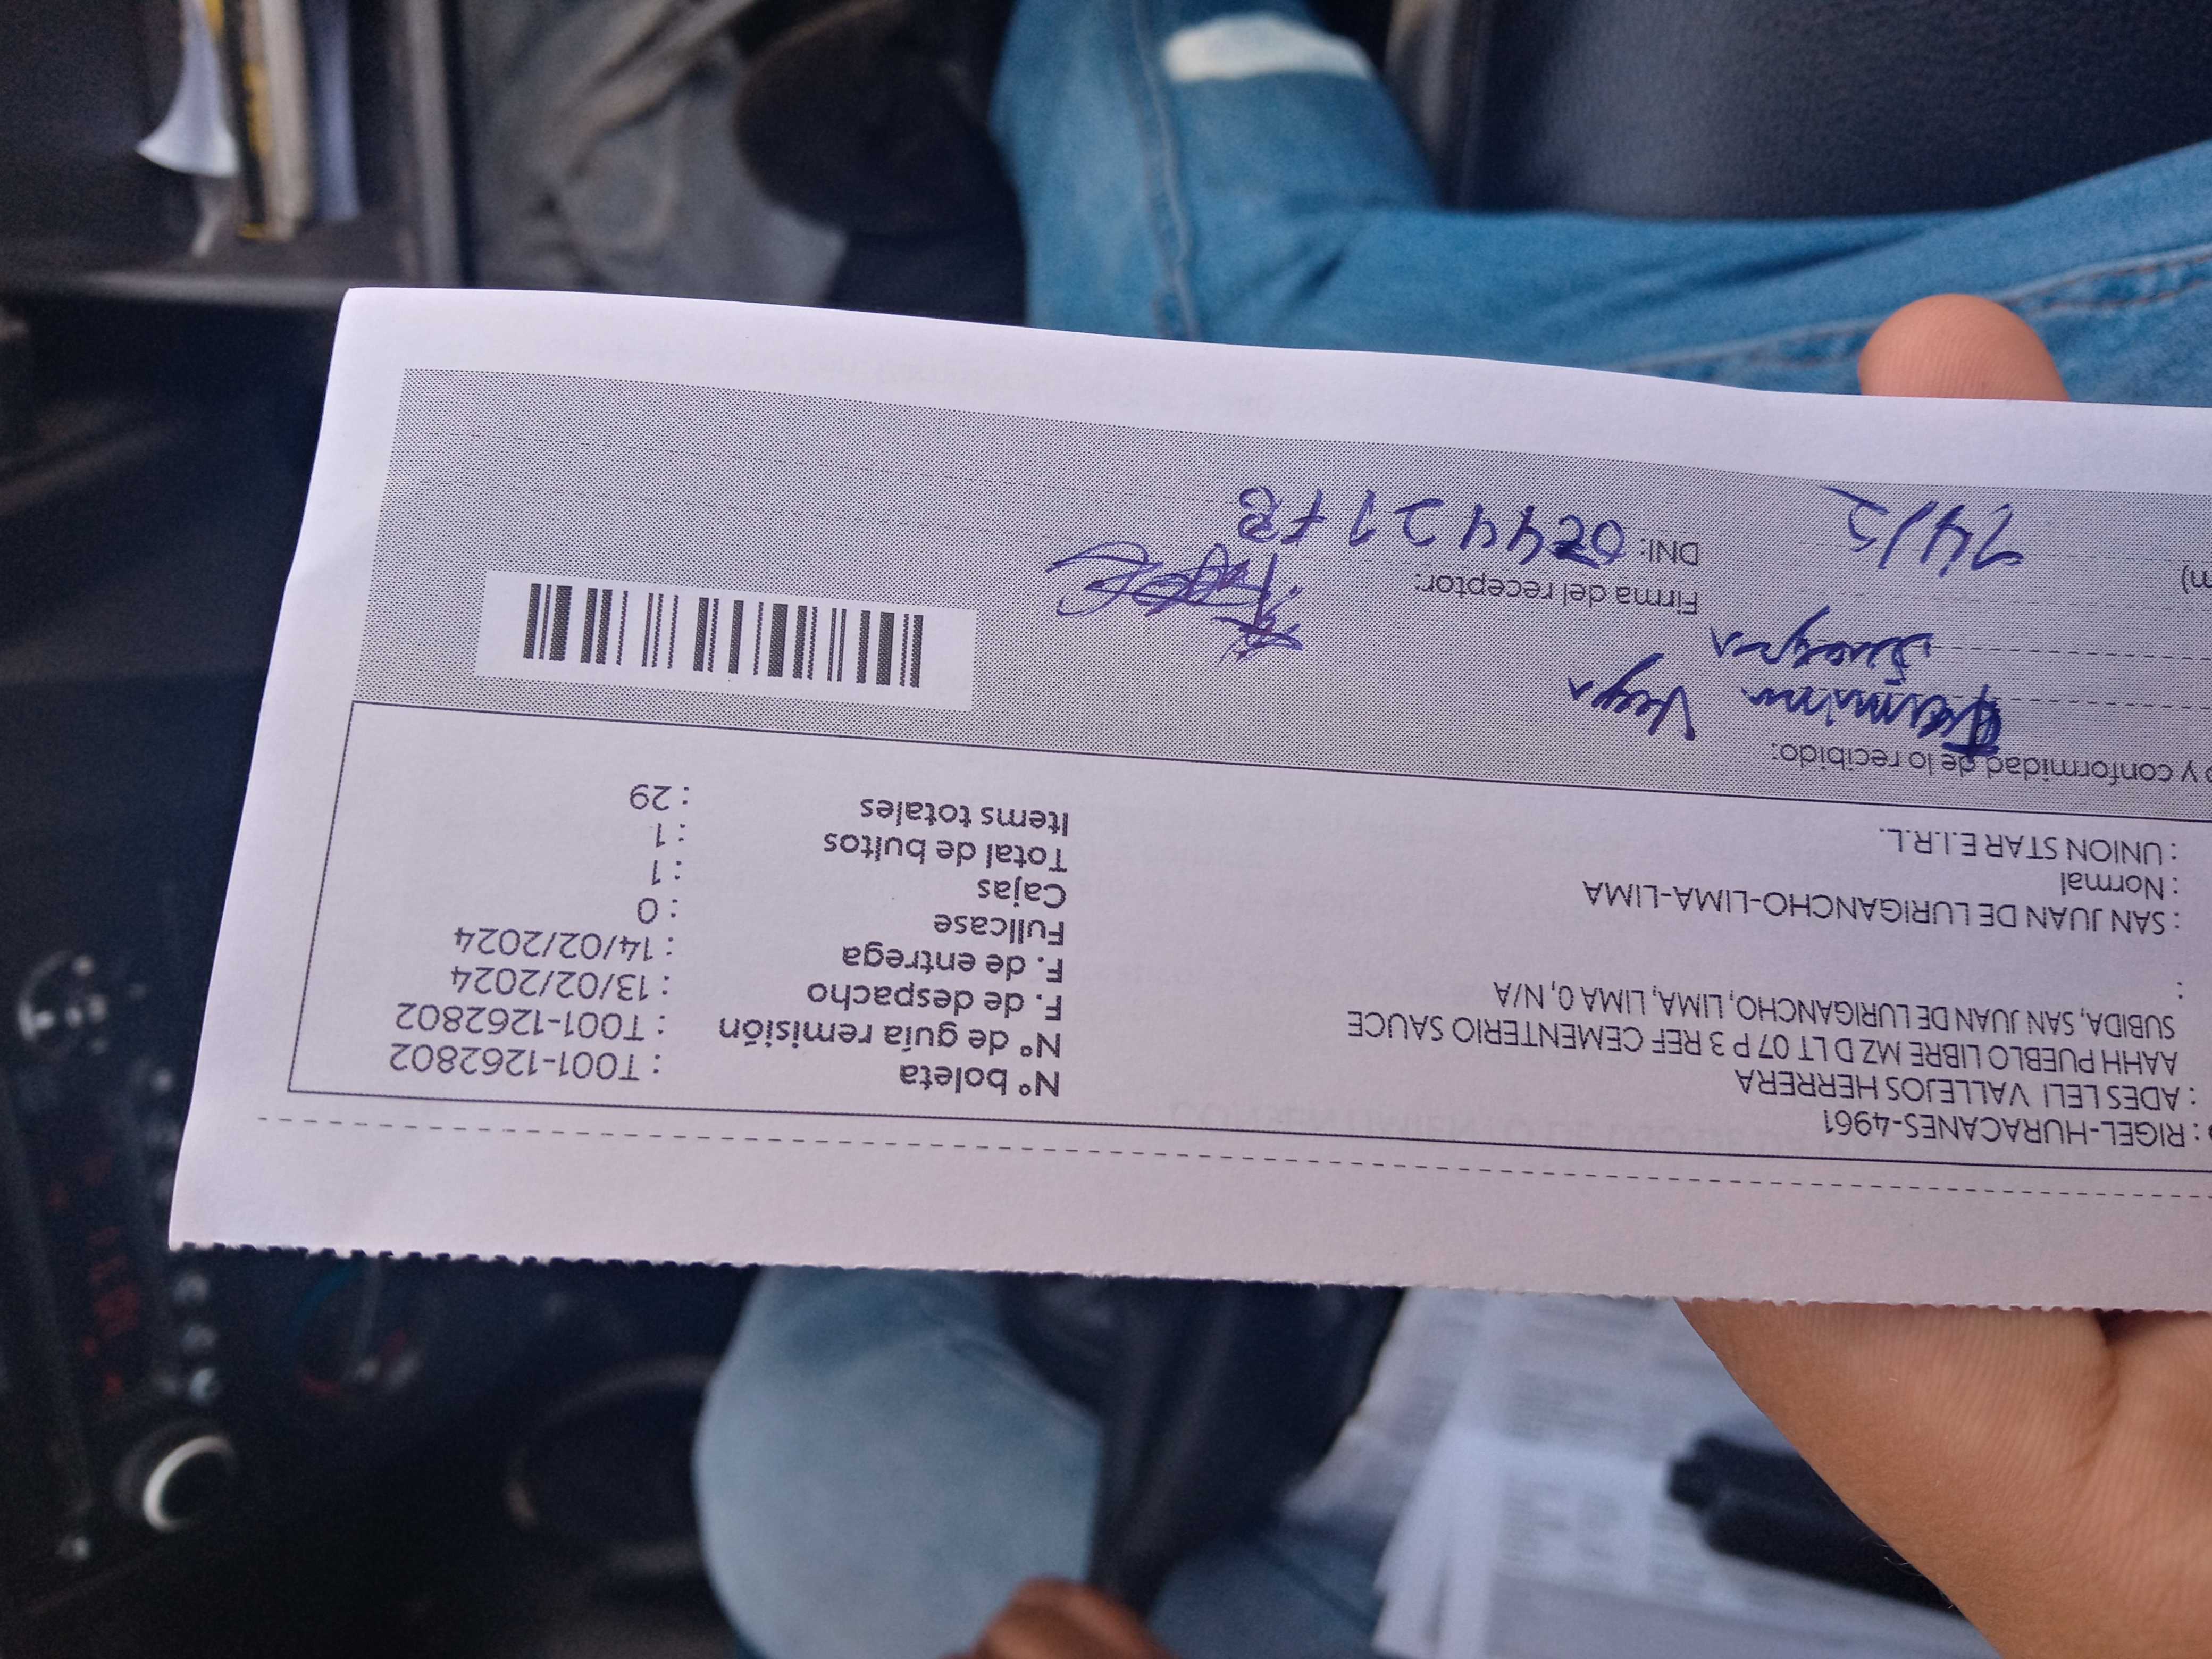 : RIGEL-HURACANES-4961
: ADES LELI VALLEJOS HERRERA
AAHH PUEBLO LIBRE MZ D LT 07 P 3 REF CEMENTERIO SAUCE
SUBIDA, SAN JUAN DE LURIGANCHO, LIMA, LIMA 0, N/A
:
: SAN JUAN DE LURIGANCHO-LIMA-LIMA
: Normal
: UNION STAR E.I.R.L.
N° boleta : T001-1262802
N° de guía remisión : T001-1262802
F. de despacho : 13/02/2024
F. de entrega : 14/02/2024
Fullcase : 0
Cajas : 1
Total de bultos : 1
Items totales : 29
y conformidad de lo recibido:
Vega
Suegra
Firma del receptor:
m) 14/2
DNI: